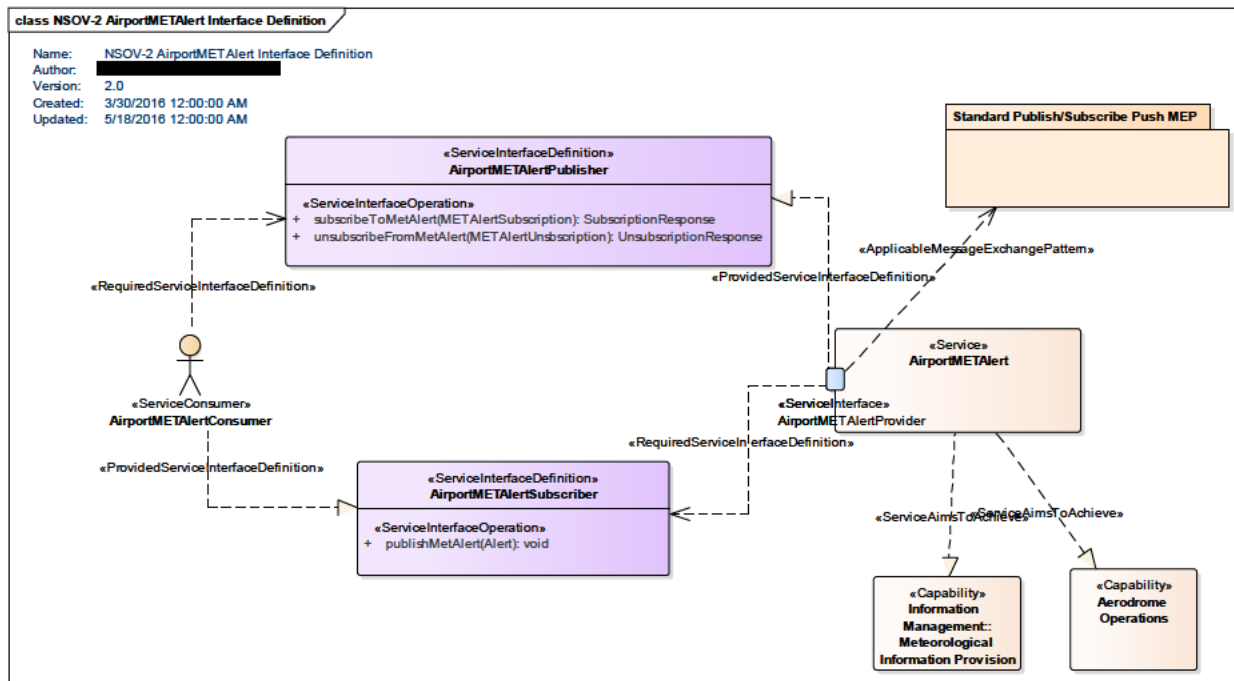 class NSOV-2 AirportMETAlert Interface Definition
Name: NSOV-2 AirportMETAlert Interface Definition
Author:
Version: 2.0
Created: 3/30/2016 12:00:00 AM
Updated: 5/18/2016 12:00:00 AM
Standard Publish/Subscribe Push MEP
«ServiceInterfaceDefinition»
AirportMETAlertPublisher
«ServiceInterfaceOperation»
+ subscribeToMetAlert(METAlertSubscription): SubscriptionResponse
+ unsubscribeFromMetAlert(METAlertUnsbscription): UnsubscriptionResponse
«ApplicableMessageExchangePattern»
«ProvidedServiceInterfaceDefinition»
«RequiredServiceInterfaceDefinition»
«Service»
AirportMETAlert
«ServiceConsumer»
AirportMETAlertConsumer
«ServiceInterface»
AirportMETAlertProvider
«RequiredServiceInterfaceDefinition»
«ProvidedServiceInterfaceDefinition»
«ServiceInterfaceDefinition»
AirportMETAlertSubscriber
«ServiceInterfaceOperation»
+ publishMetAlert(Alert): void
«ServiceAimsToAchieve»
«ServiceAimsToAchieve»
«Capability»
Information
Management::
Meteorological
Information Provision
«Capability»
Aerodrome
Operations